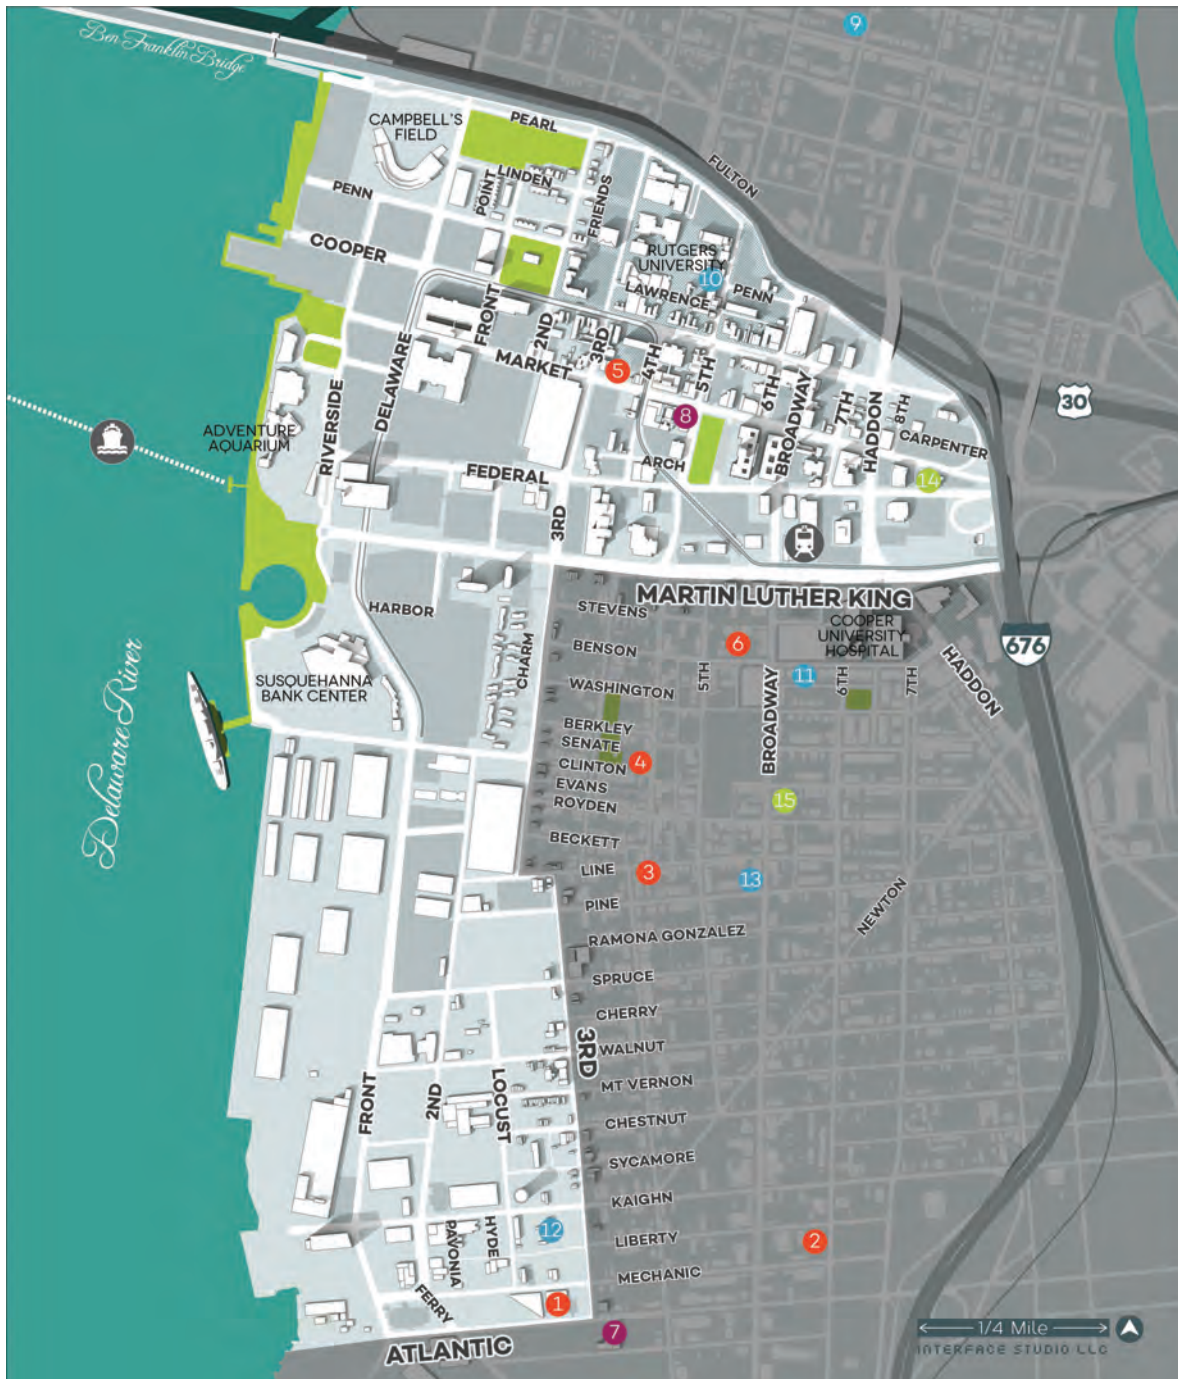 9
Ben Franklin Bridge
CAMPBELL'S
FIELD
PEARL
LINDEN
POINT
FRIENDS
FULTON
PENN
COOPER
RUTGERS
UNIVERSITY
10
LAWRENCE
PENN
FRONT
2ND
3RD
4TH
5TH
6TH
BROADWAY
7TH
HADDON
8TH
CARPENTER
30
DELAWARE
MARKET
5
8
RIVERSIDE
ADVENTURE
AQUARIUM
FEDERAL
ARCH
14
3RD
HARBOR
MARTIN LUTHER KING
STEVENS
CHARM
BENSON
6
COOPER
UNIVERSITY
HOSPITAL
676
SUSQUEHANNA
BANK CENTER
WASHINGTON
5TH
BROADWAY
11
6TH
7TH
HADDON
Delaware River
BERKLEY
SENATE
CLINTON
4
EVANS
ROYDEN
15
BECKETT
LINE
3
13
PINE
NEWTON
RAMONA GONZALEZ
SPRUCE
CHERRY
3RD
WALNUT
MT VERNON
FRONT
2ND
LOCUST
CHESTNUT
SYCAMORE
KAIGHN
PAVONIA
HYDE
12
LIBERTY
2
MECHANIC
FERRY
1
7
ATLANTIC
1/4 Mile
INTERFACE STUDIO LLC